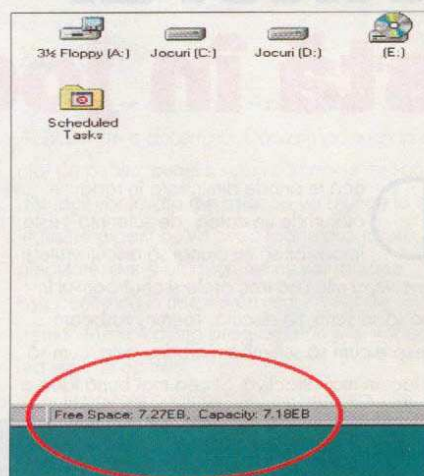 3½ Floppy (A:) Jocuri (C:) Jocuri (D:) (E:)
Scheduled
Tasks
Free Space: 7.27EB, Capacity: 7.18EB